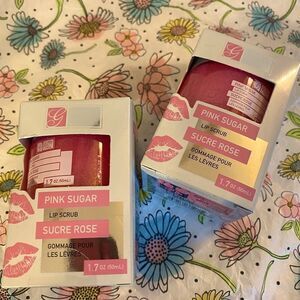 G
PINK SUGAR
LIP SCRUB
SUCRE ROSE
GOMMAGE POUR
LES LÈVRES
1.7 oz (50mL)
G
PINK SUGAR
LIP SCRUB
SUCRE ROSE
GOMMAGE POUR
LES LÈVRES
1.7 oz (50mL)